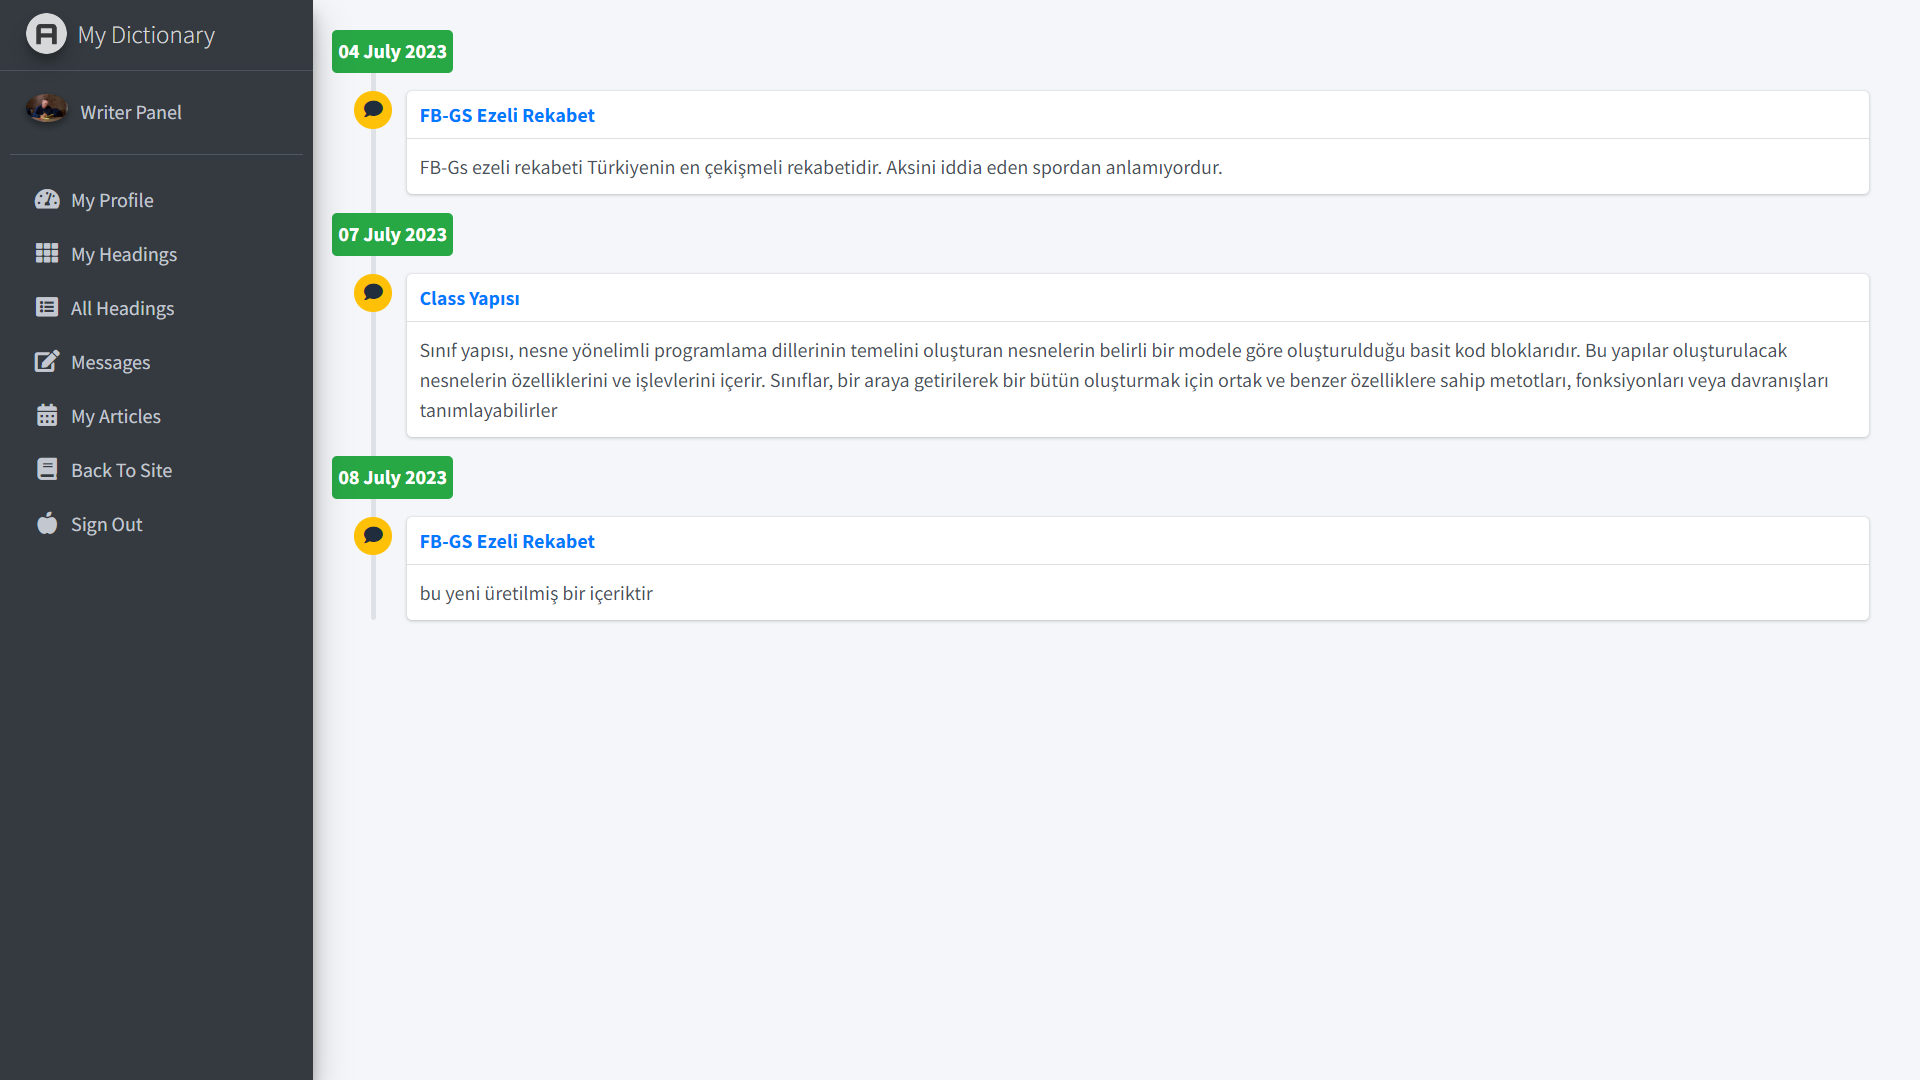 My Dictionary
Writer Panel
My Profile
My Headings
All Headings
Messages
My Articles
Back To Site
Sign Out
04 July 2023
FB-GS Ezeli Rekabet
FB-Gs ezeli rekabeti Türkiyenin en çekişmeli rekabetidir. Aksini iddia eden spordan anlamıyordur.
07 July 2023
Class Yapısı
Sınıf yapısı, nesne yönelimli programlama dillerinin temelini oluşturan nesnelerin belirli bir modele göre oluşturulduğu basit kod bloklarıdır. Bu yapılar oluşturulacak
nesnelerin özelliklerini ve işlevlerini içerir. Sınıflar, bir araya getirilerek bir bütün oluşturmak için ortak ve benzer özelliklere sahip metotları, fonksiyonları veya davranışları
tanımlayabilirler
08 July 2023
FB-GS Ezeli Rekabet
bu yeni üretilmiş bir içeriktir